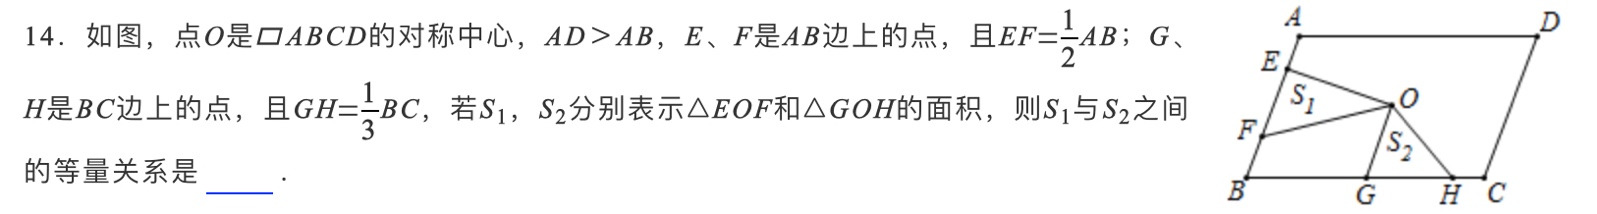 14．如图，点O是▱ABCD的对称中心，AD＞AB，E、F是AB边上的点，且EF=1/2AB；G、
H是BC边上的点，且GH=1/3BC，若S₁，S₂分别表示△EOF和△GOH的面积，则S₁与S₂之间
的等量关系是____．
A
D
E
S₁
O
F
S₂
B
G
H
C